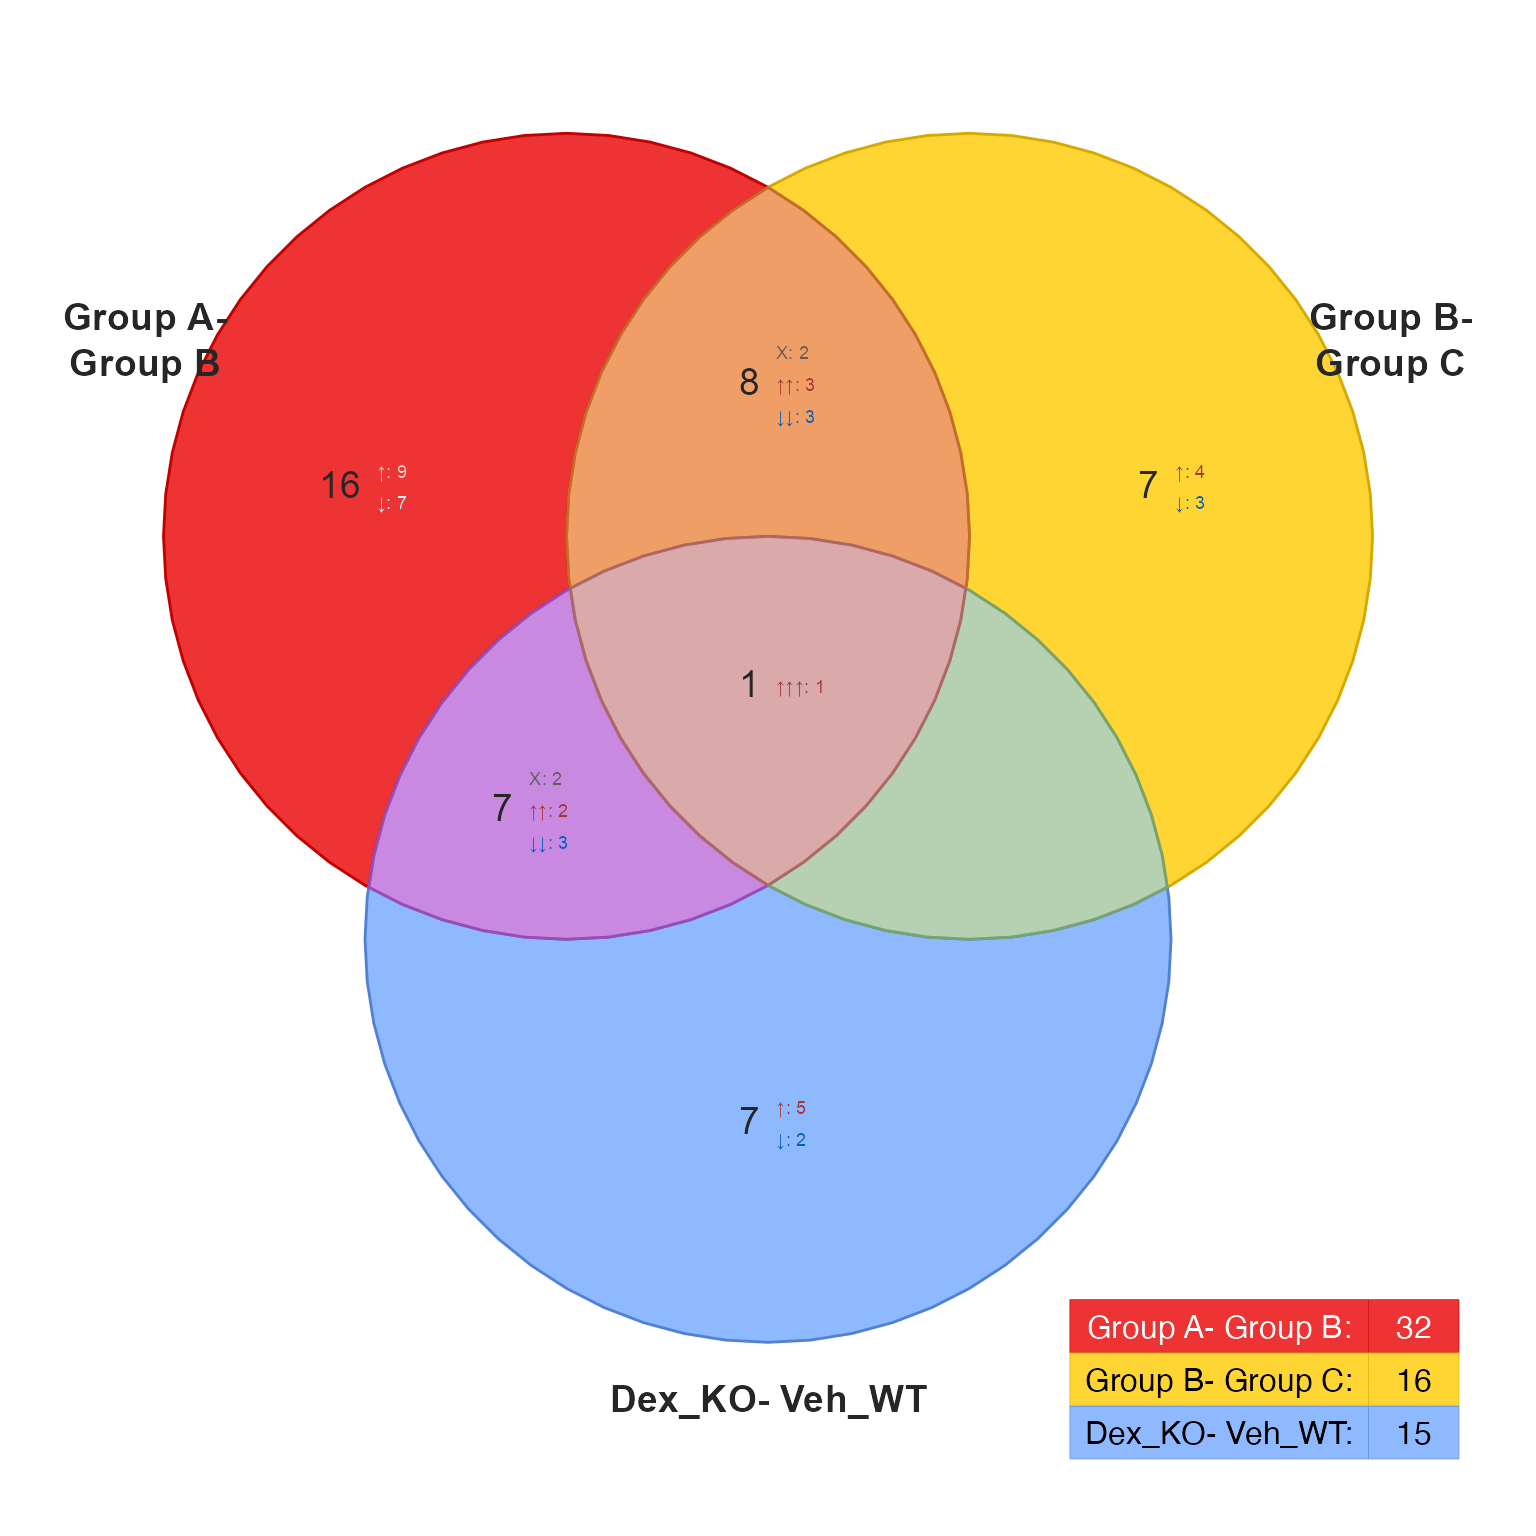 Group A-
Group B
Group B-
Group C
X: 2
8
↑↑: 3
↓↓: 3
16
↑: 9
↓: 7
7
↑: 4
↓: 3
1 ↑↑↑: 1
X: 2
7
↑↑: 2
↓↓: 3
7
↑: 5
↓: 2
Dex_KO- Veh_WT
Group A- Group B: 32
Group B- Group C: 16
Dex_KO- Veh_WT: 15